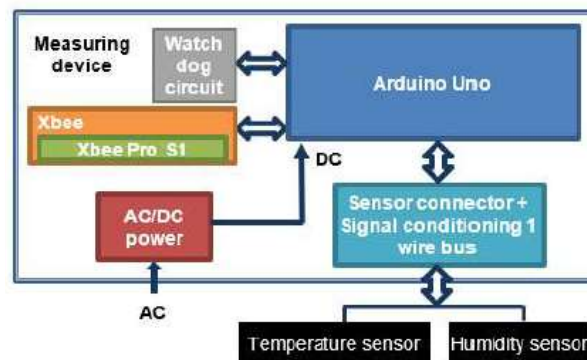 Measuring
device
Watch
dog
circuit
Arduino Uno
Xbee
Xbee Pro S1
DC
AC/DC
power
Sensor connector +
Signal conditioning 1
wire bus
AC
Temperature sensor
Humidity sensor